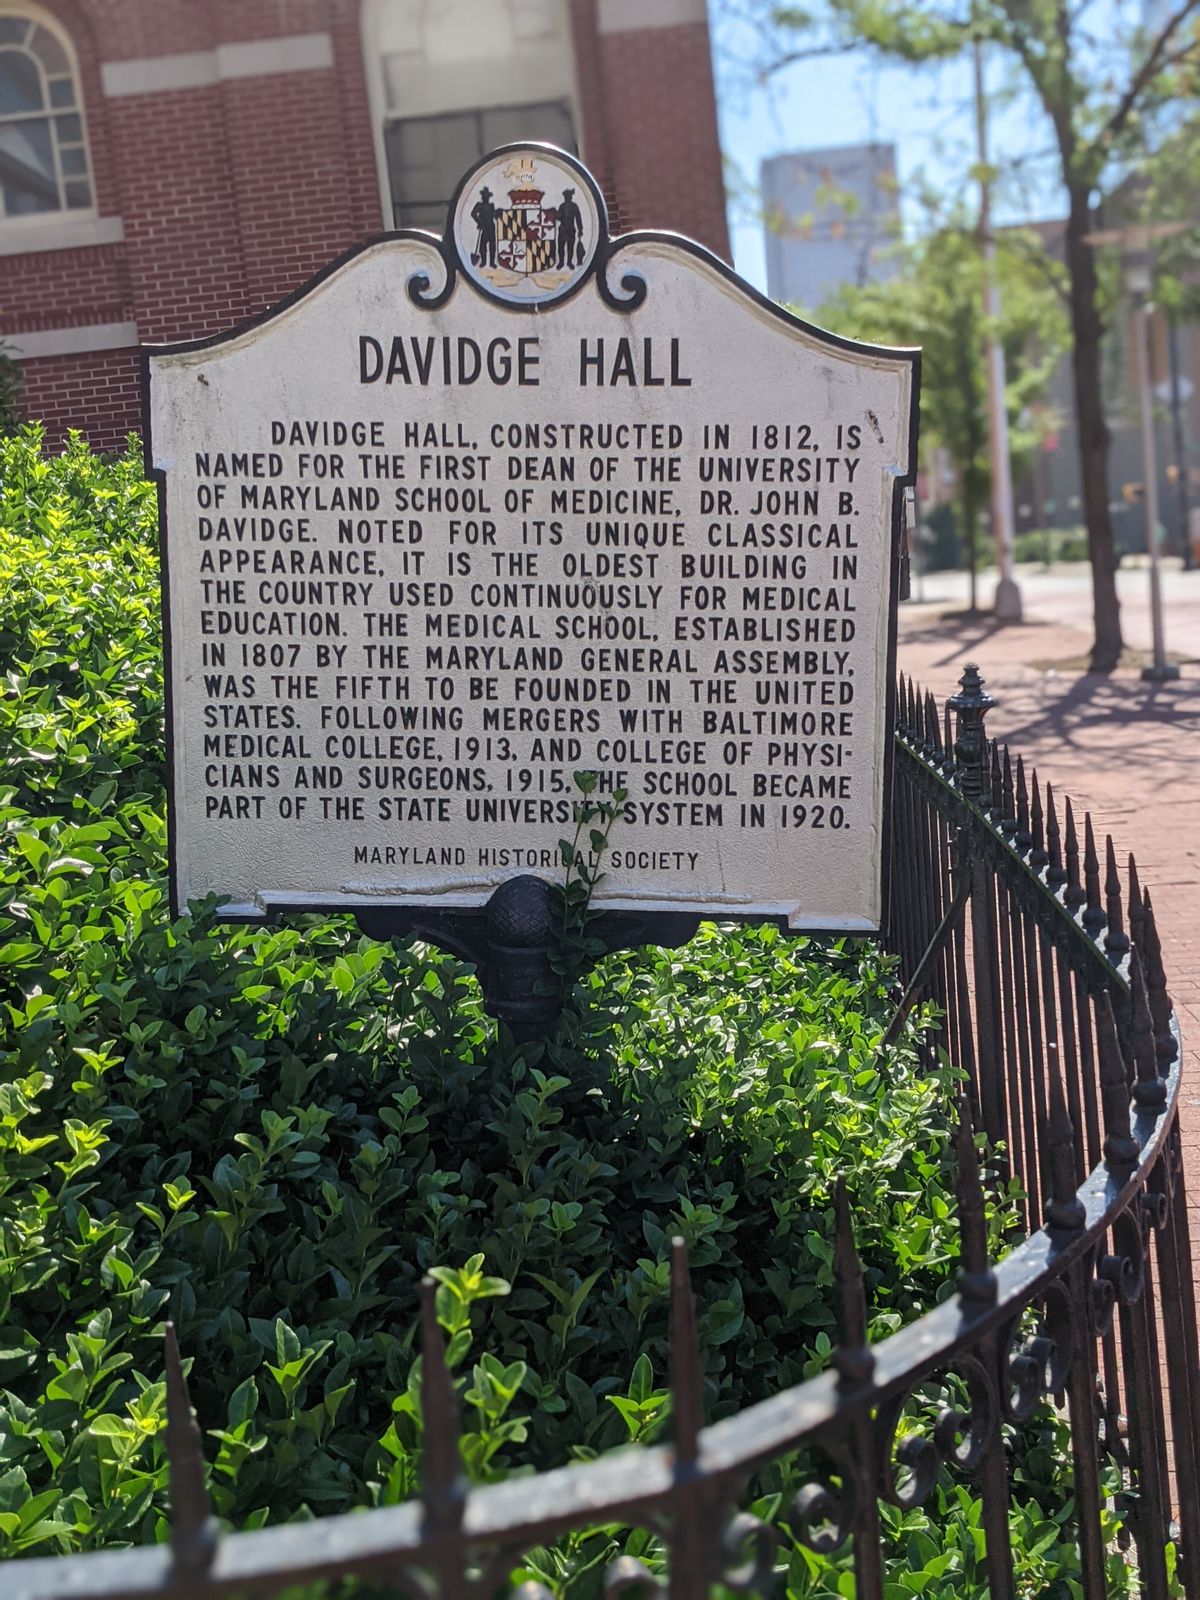 DAVIDGE HALL
DAVIDGE HALL, CONSTRUCTED IN 1812, IS
NAMED FOR THE FIRST DEAN OF THE UNIVERSITY
OF MARYLAND SCHOOL OF MEDICINE, DR. JOHN B.
DAVIDGE. NOTED FOR ITS UNIQUE CLASSICAL
APPEARANCE, IT IS THE OLDEST BUILDING IN
THE COUNTRY USED CONTINUOUSLY FOR MEDICAL
EDUCATION. THE MEDICAL SCHOOL, ESTABLISHED
IN 1807 BY THE MARYLAND GENERAL ASSEMBLY,
WAS THE FIFTH TO BE FOUNDED IN THE UNITED
STATES. FOLLOWING MERGERS WITH BALTIMORE
MEDICAL COLLEGE, 1913, AND COLLEGE OF PHYSI-
CIANS AND SURGEONS, 1915, THE SCHOOL BECAME
PART OF THE STATE UNIVERSITY SYSTEM IN 1920.
MARYLAND HISTORICAL SOCIETY